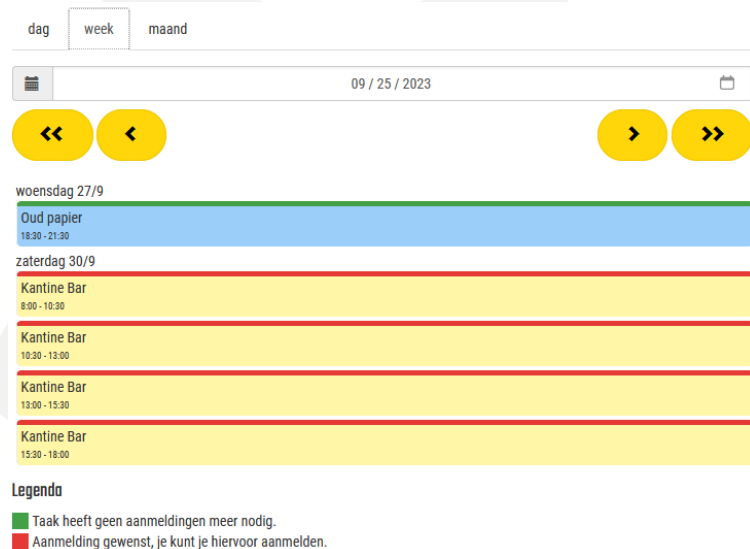 dag week maand
09 / 25 / 2023
woensdag 27/9
Oud papier
18:30 - 21:30
zaterdag 30/9
Kantine Bar
8:00 - 10:30
Kantine Bar
10:30 - 13:00
Kantine Bar
13:00 - 15:30
Kantine Bar
15:30 - 18:00
Legenda
Taak heeft geen aanmeldingen meer nodig.
Aanmelding gewenst, je kunt je hiervoor aanmelden.